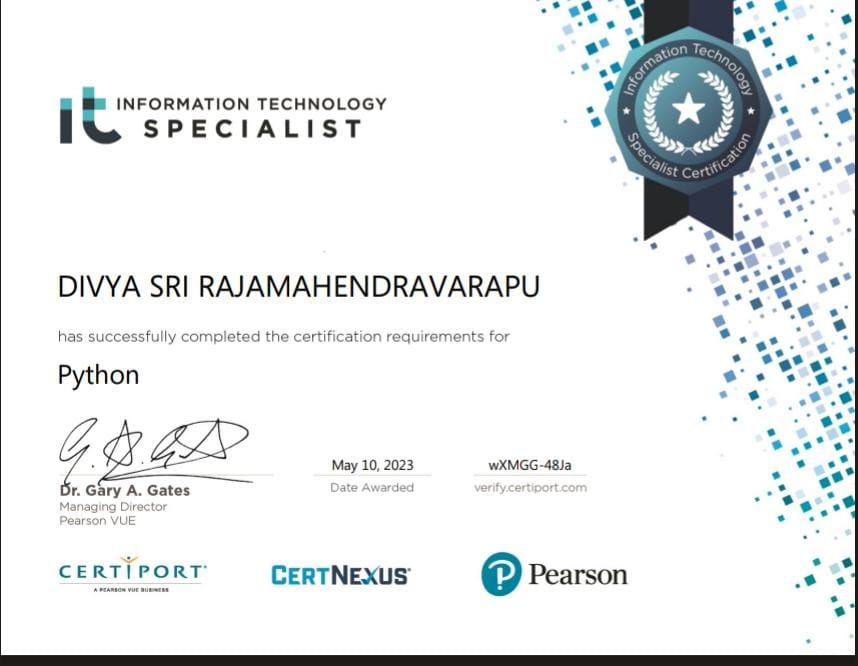 it INFORMATION TECHNOLOGY
SPECIALIST
Information Technology
Specialist Certification
DIVYA SRI RAJAMAHENDRAVARAPU
has successfully completed the certification requirements for
Python
Dr. Gary A. Gates
Managing Director
Pearson VUE
May 10, 2023
Date Awarded
wXMGG-48Ja
verify.certiport.com
CERTIPORT
A PEARSON VUE BUSINESS
CERTNEXUS®
P Pearson